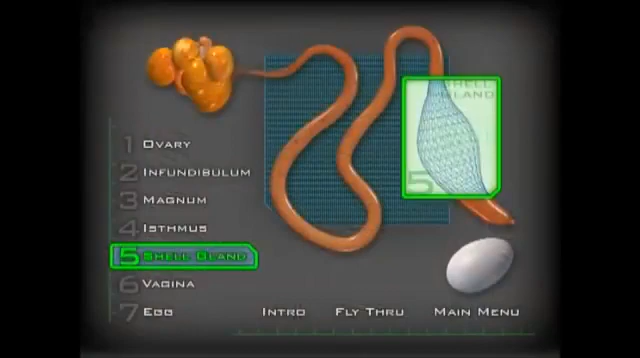 SHELL
GLAND
5
1 OVARY
2 INFUNDIBULUM
3 MAGNUM
4 ISTHMUS
5 SHELL GLAND
6 VAGINA
7 EGG
INTRO FLY THRU MAIN MENU